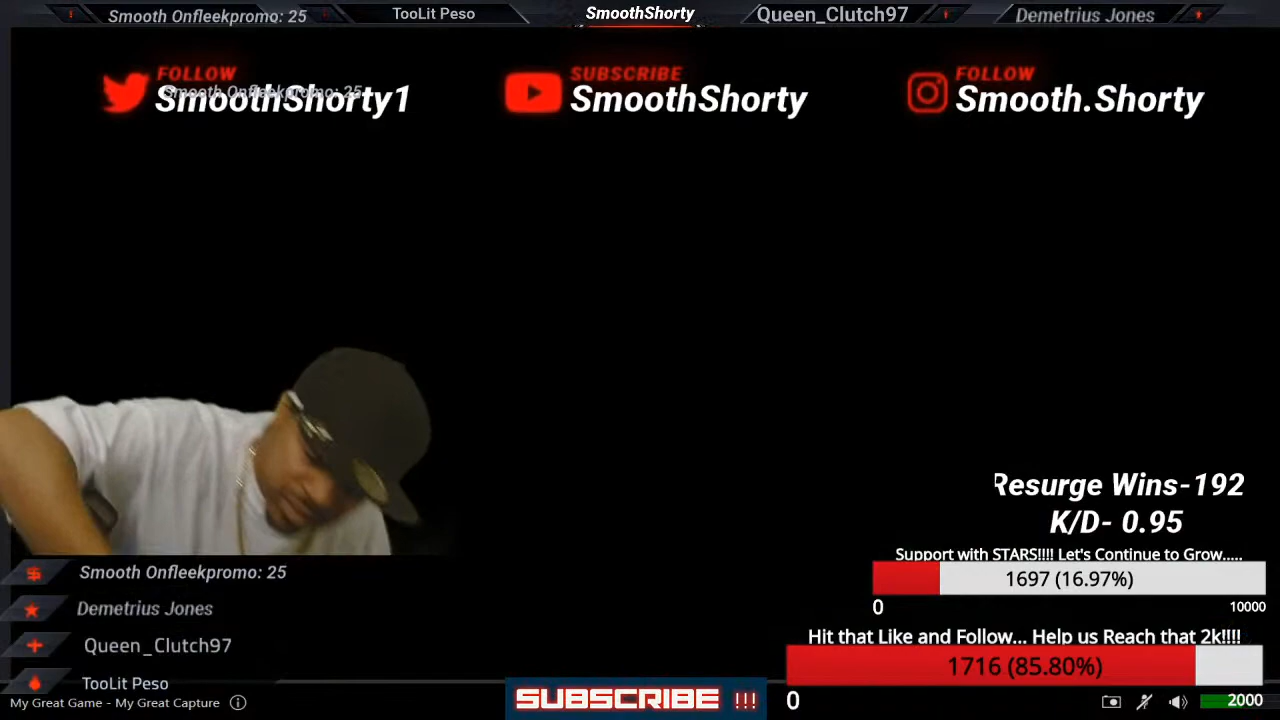 Smooth Onfleekpromo: 25
TooLit Peso
SmoothShorty
Queen_Clutch97
Demetrius Jones
FOLLOW
SmoothShorty1
Smooth Onfleekpromo: 25
SUBSCRIBE
SmoothShorty
FOLLOW
Smooth.Shorty
Resurge Wins-192
K/D- 0.95
Support with STARS!!!! Let's Continue to Grow.....
1697 (16.97%)
0
10000
Hit that Like and Follow... Help us Reach that 2k!!!!
1716 (85.80%)
0
2000
Smooth Onfleekpromo: 25
Demetrius Jones
Queen_Clutch97
TooLit Peso
My Great Game - My Great Capture
SUBSCRIBE !!!